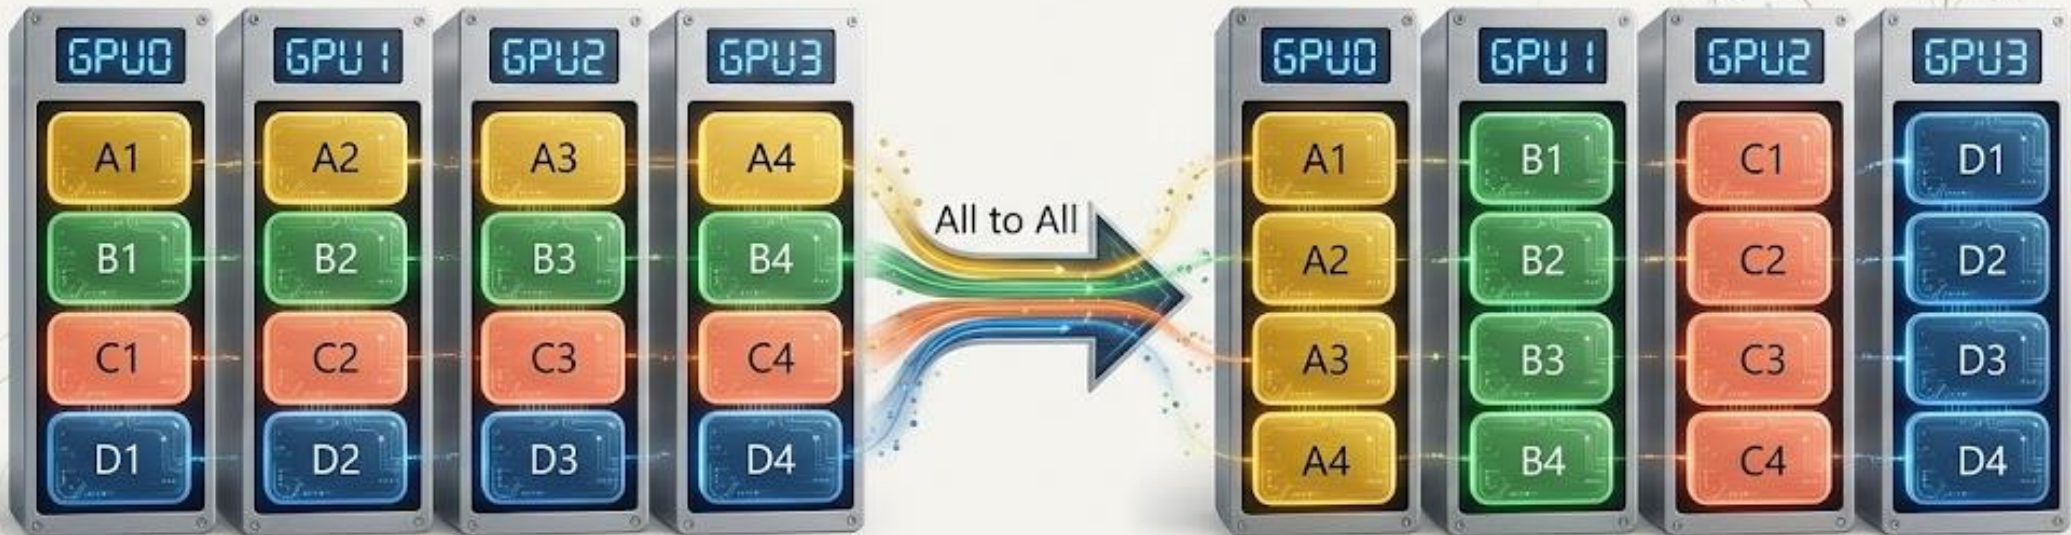 GPU0 GPU1 GPU2 GPU3 GPU0 GPU1 GPU2 GPU3
A1 A2 A3 A4 A1 B1 C1 D1
All to All
B1 B2 B3 B4 A2 B2 C2 D2
C1 C2 C3 C4 A3 B3 C3 D3
D1 D2 D3 D4 A4 B4 C4 D4